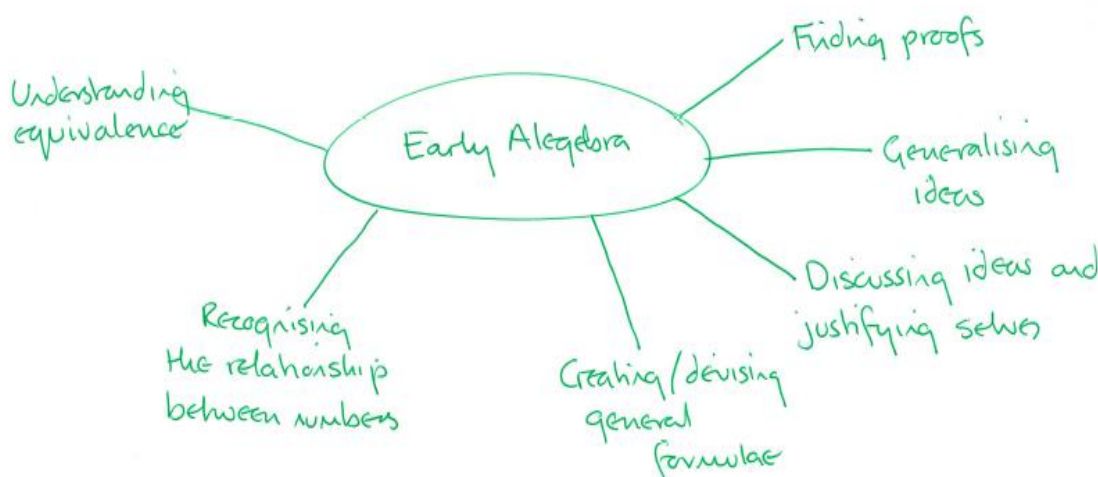 Early Alegebra
Finding proofs
Generalising
ideas
Discussing ideas and
justifying selves
Creating/devising
general
formulae
Recognising
the relationship
between numbers
Understanding
equivalence